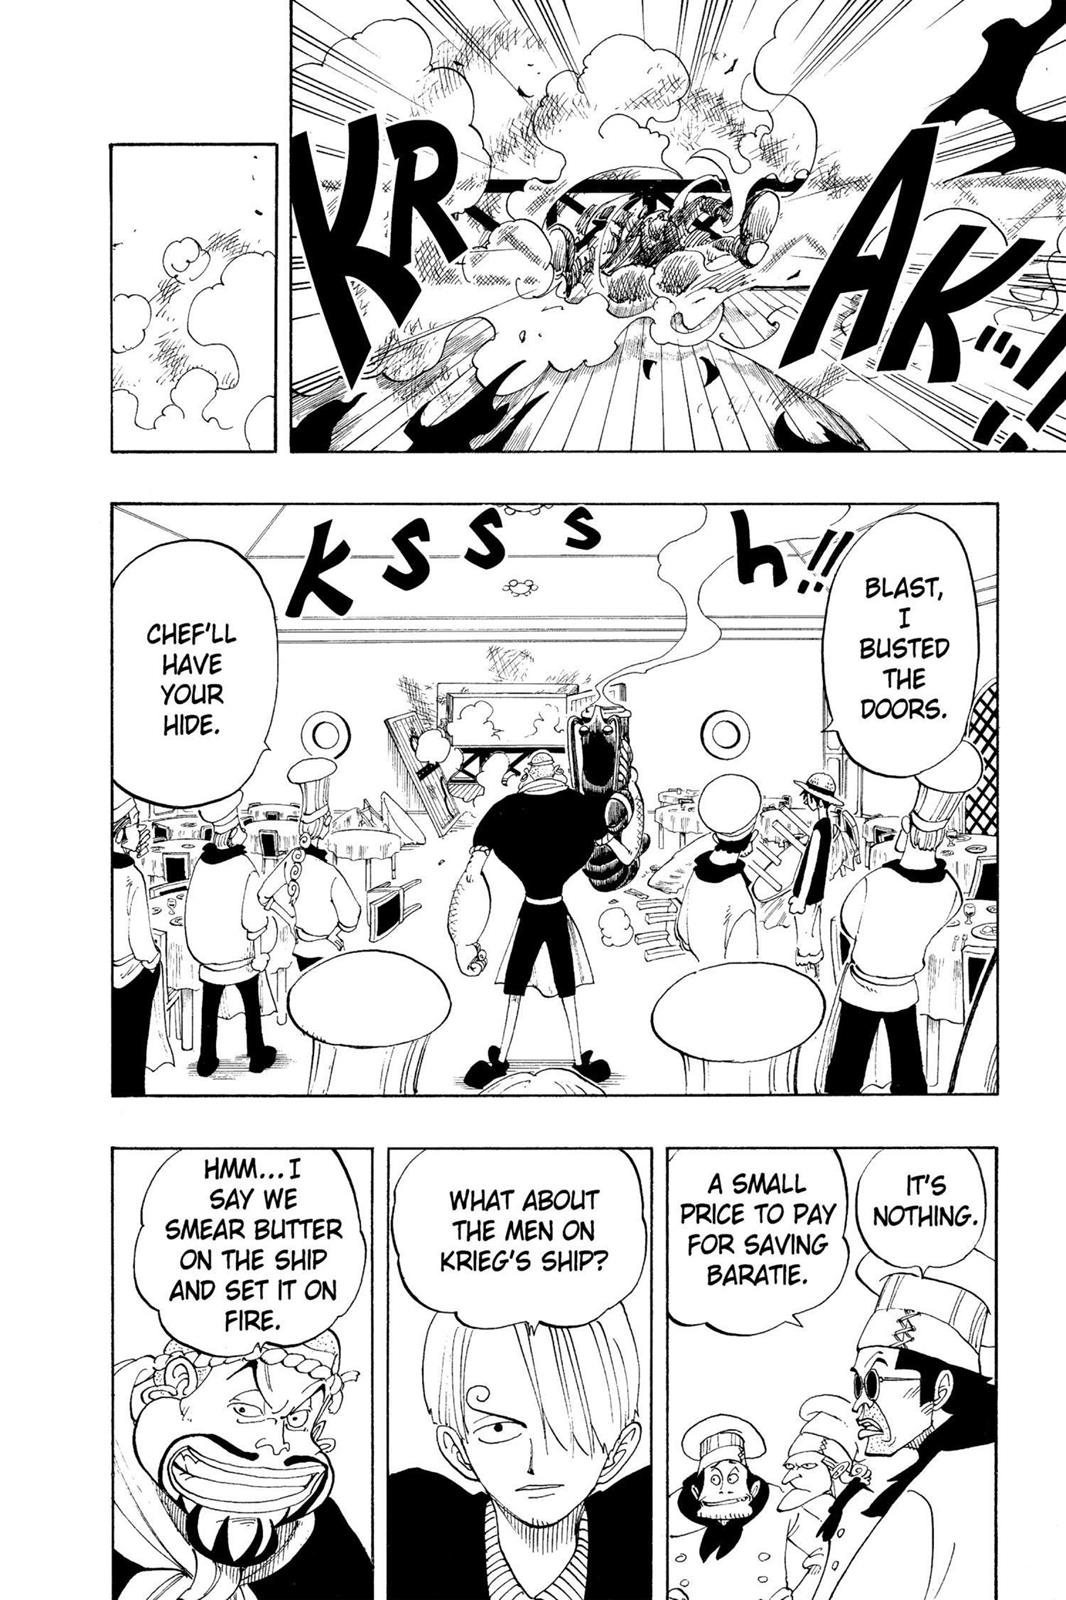 KR
AK...!!
BLAST,
I
BUSTED
THE
DOORS.
KSSSh!!
CHEF'LL
HAVE
YOUR
HIDE.
IT'S
NOTHING.
A SMALL
PRICE TO PAY
FOR SAVING
BARATIE.
WHAT ABOUT
THE MEN ON
KRIEG'S SHIP?
HMM...I
SAY WE
SMEAR BUTTER
ON THE SHIP
AND SET IT ON
FIRE.